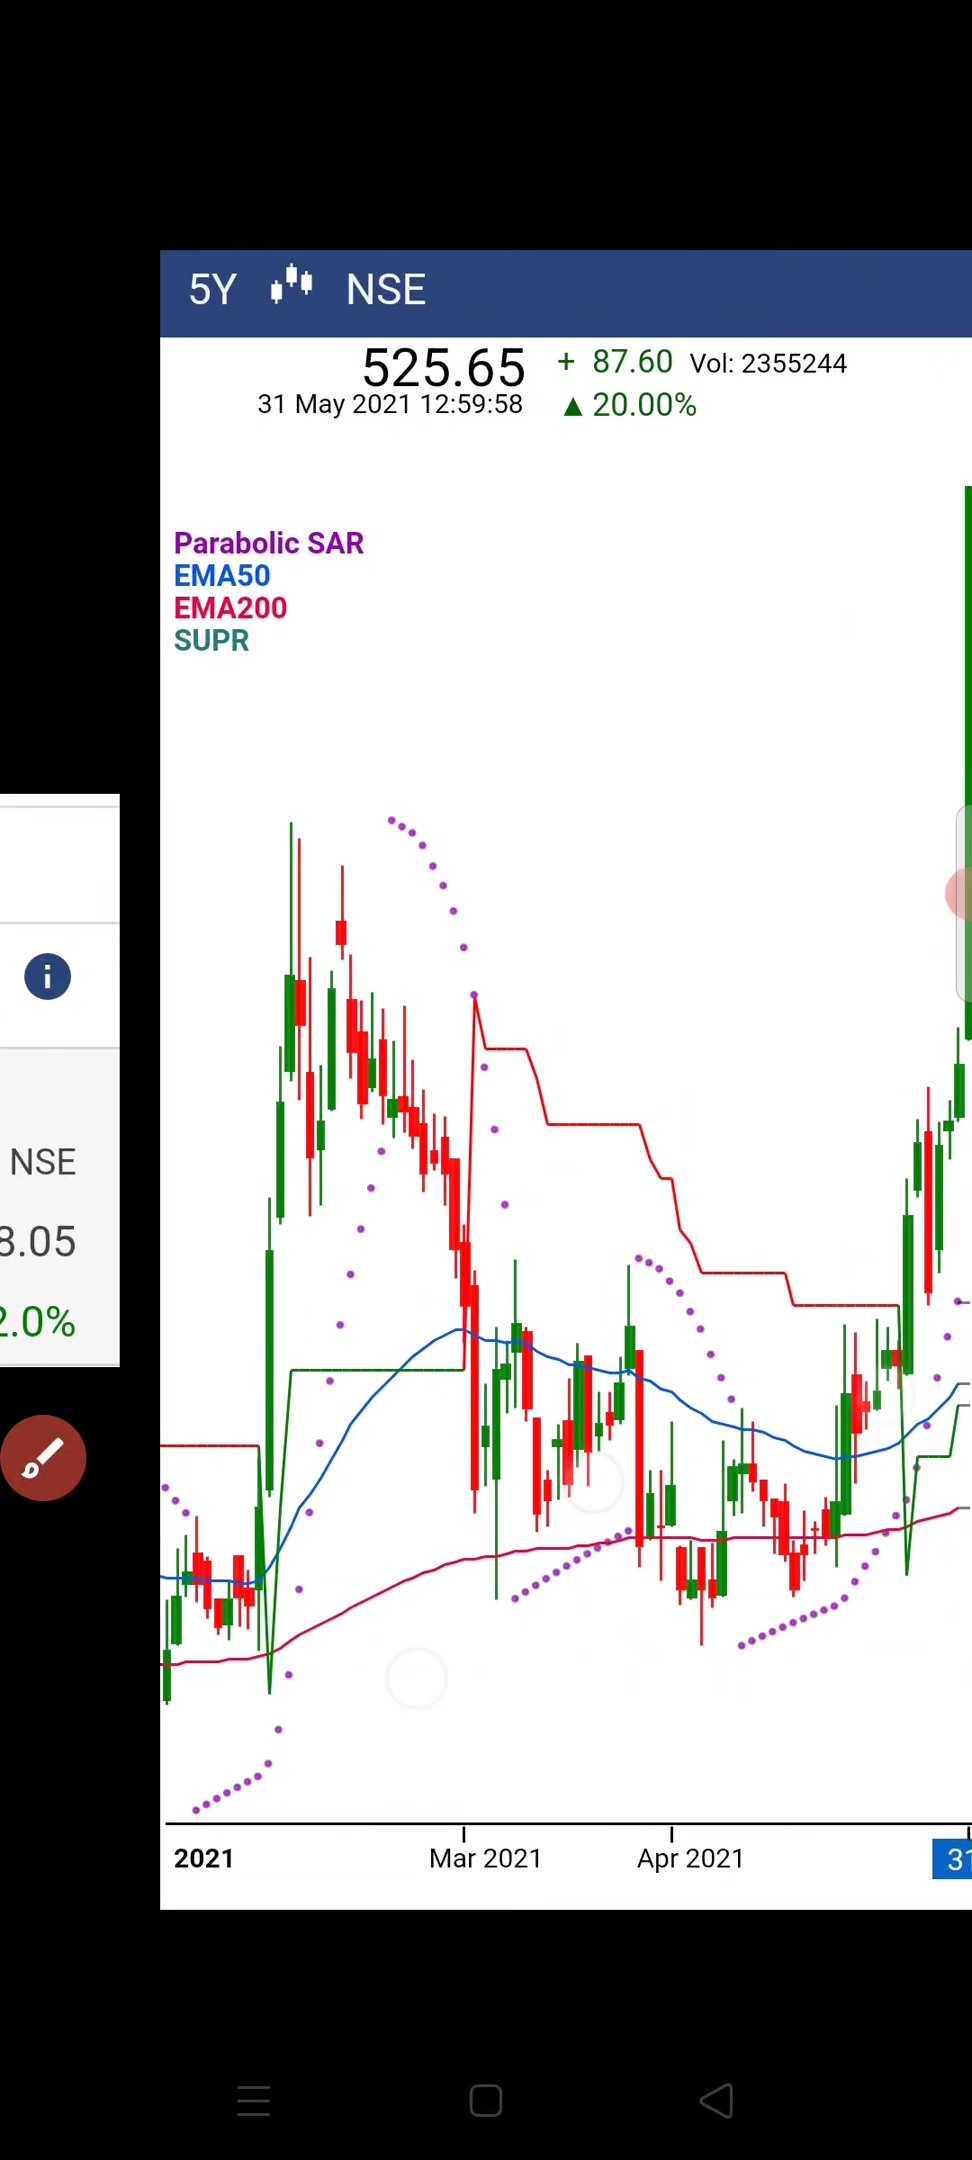 5Y NSE
525.65 + 87.60 Vol: 2355244
31 May 2021 12:59:58 ▲ 20.00%
Parabolic SAR
EMA50
EMA200
SUPR
i
NSE
8.05
2.0%
2021 Mar 2021 Apr 2021 31